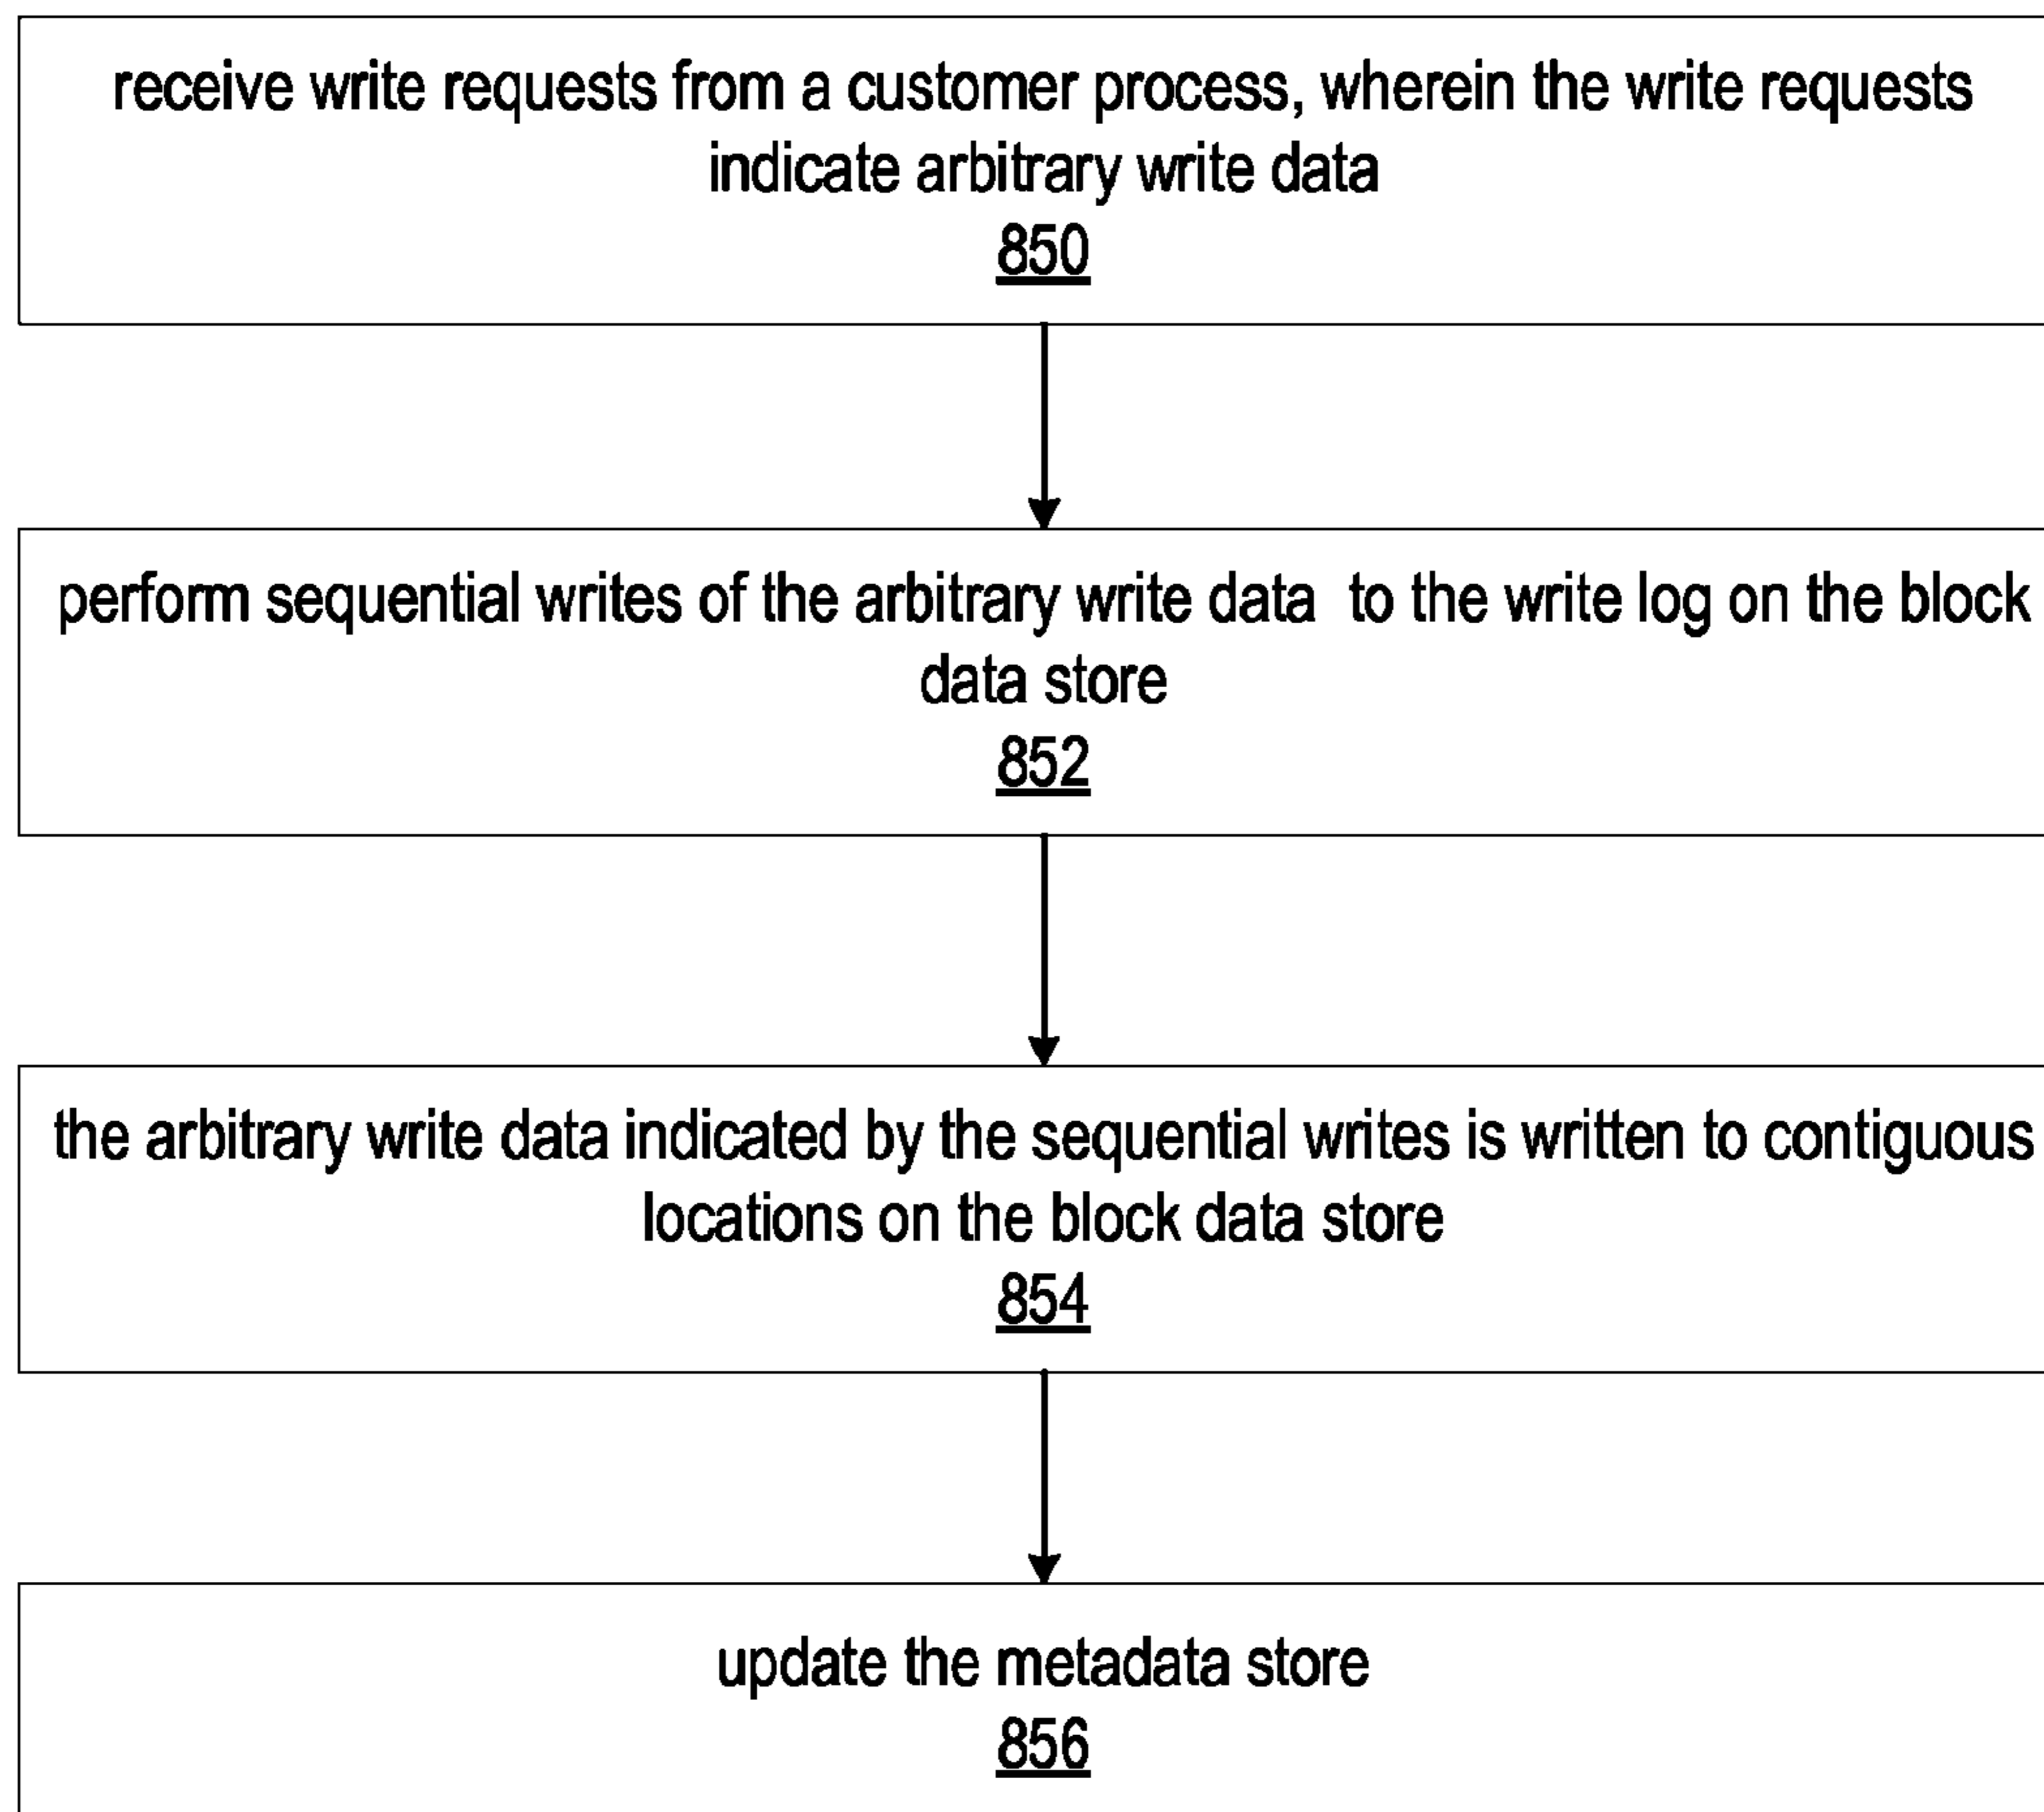 receive write requests from a customer process, wherein the write requests
indicate arbitrary write data
850
perform sequential writes of the arbitrary write data  to the write log on the block
data store
852
the arbitrary write data indicated by the sequential writes is written to contiguous
locations on the block data store
854
update the metadata store
856